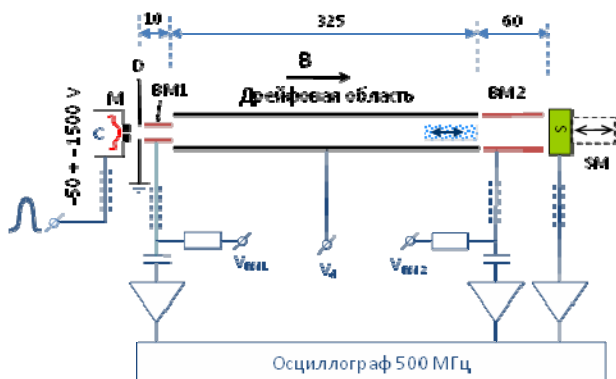 10 325 60
D B
BM1 BM2
M Дрейфовая область
C S
-50 ÷ -1500 V
SM
V_BM1 V_d V_BM2
Осциллограф 500 МГц